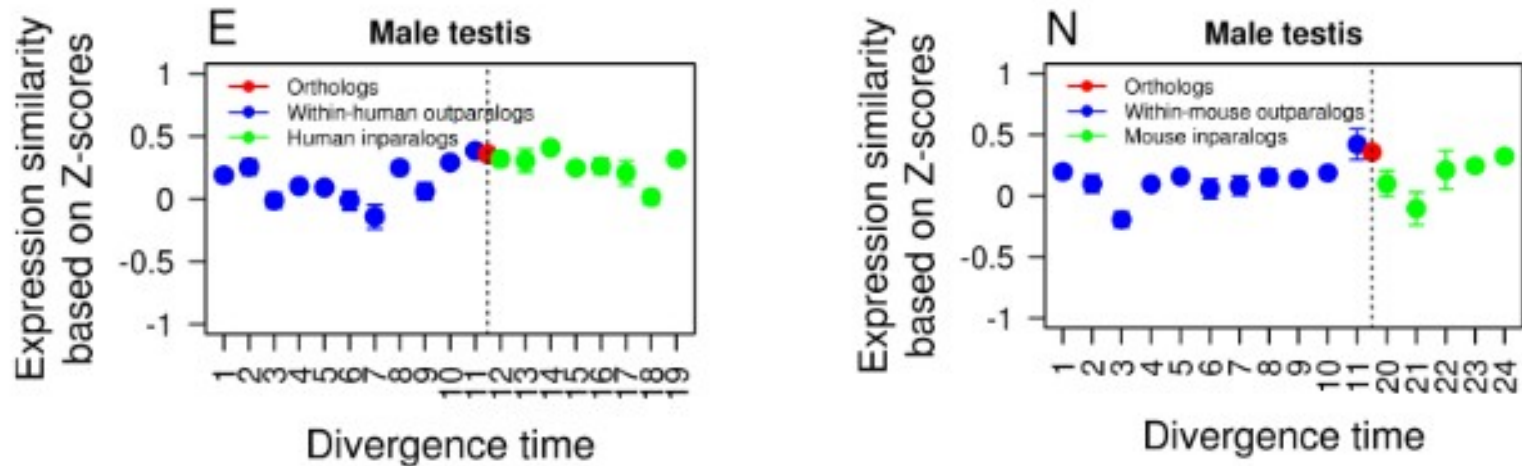 E
Male testis
Expression similarity
based on Z-scores
1
0.5
0
-0.5
-1
Orthologs
Within-human outparalogs
Human inparalogs
1 2 3 4 5 6 7 8 9 10 11 12 13 14 15 16 17 18 19
Divergence time
N
Male testis
Expression similarity
based on Z-scores
1
0.5
0
-0.5
-1
Orthologs
Within-mouse outparalogs
Mouse inparalogs
1 2 3 4 5 6 7 8 9 10 11 20 21 22 23 24
Divergence time